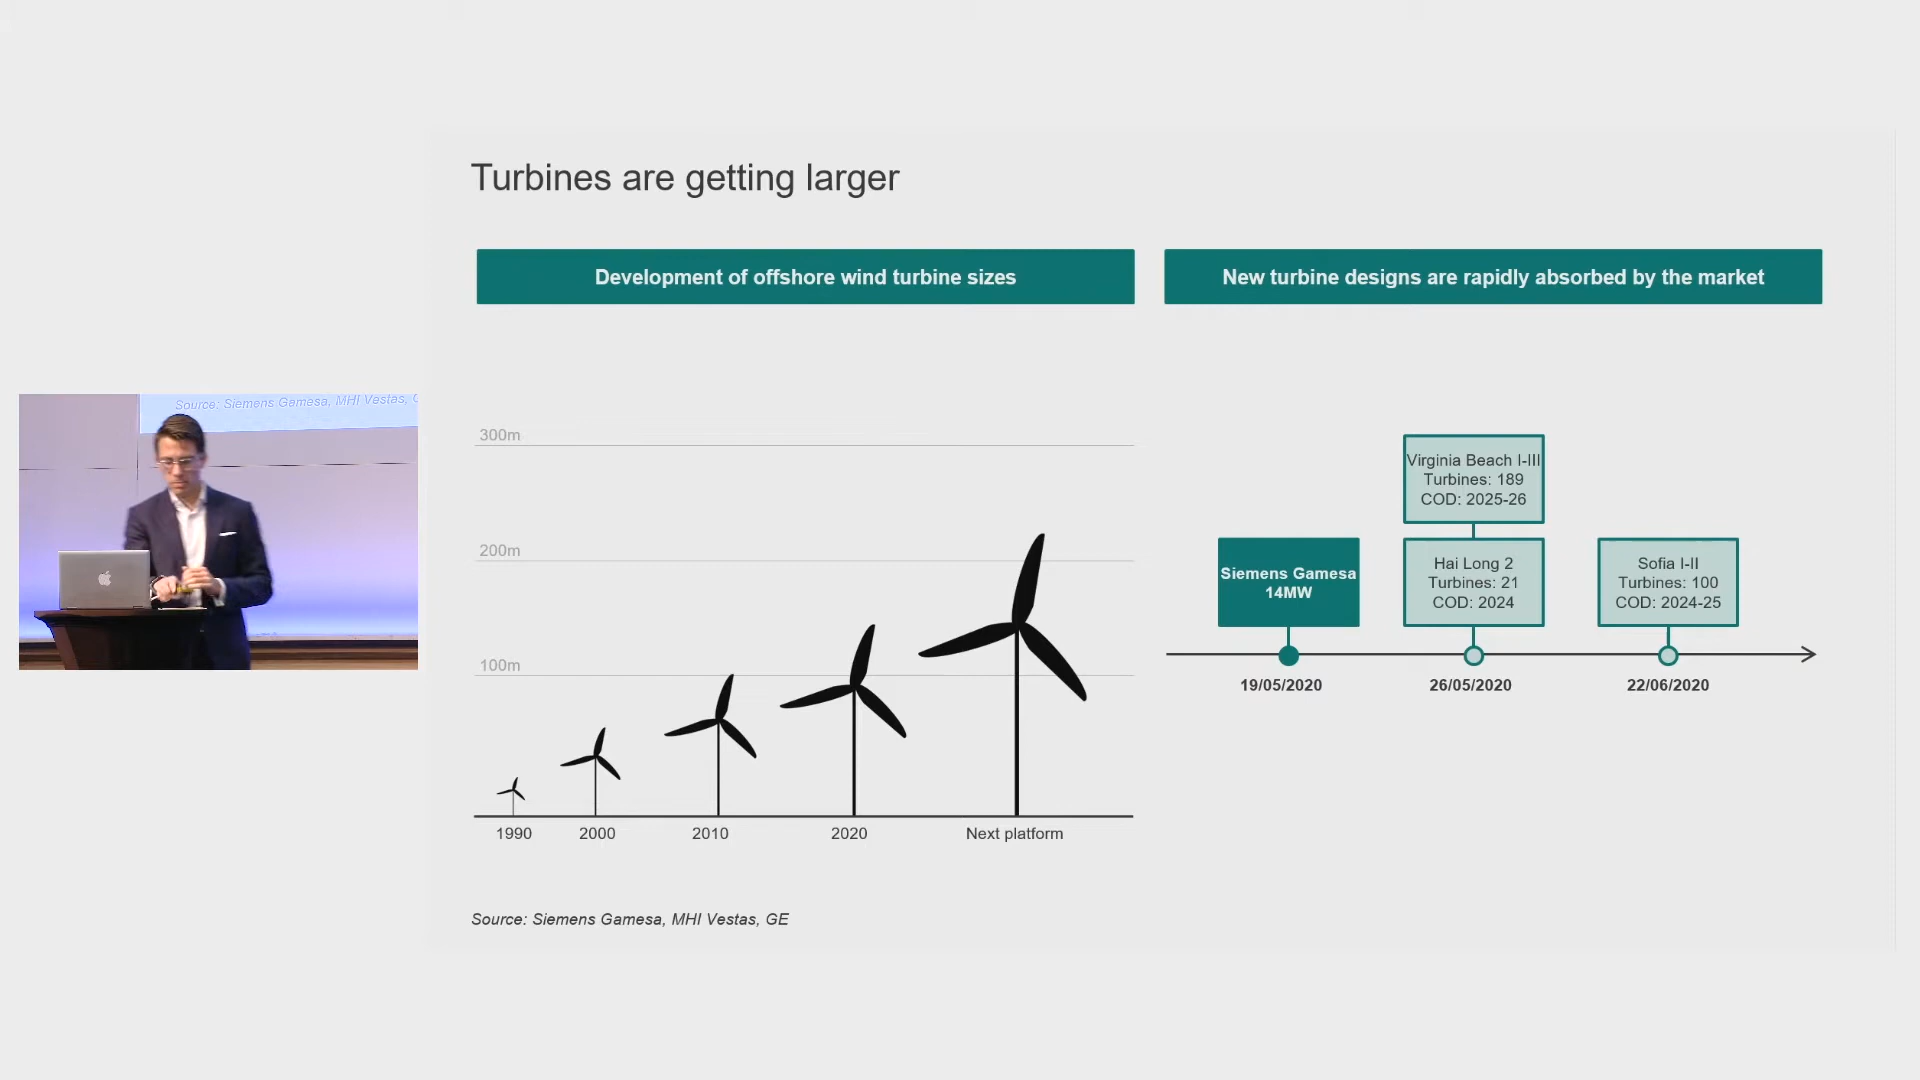 Turbines are getting larger
Development of offshore wind turbine sizes
300m
200m
100m
1990
2000
2010
2020
Next platform
Source: Siemens Gamesa, MHI Vestas, GE
New turbine designs are rapidly absorbed by the market
Siemens Gamesa
14MW
Virginia Beach I-III
Turbines: 189
COD: 2025-26
Hai Long 2
Turbines: 21
COD: 2024
Sofia I-II
Turbines: 100
COD: 2024-25
19/05/2020
26/05/2020
22/06/2020
Source: Siemens Gamesa, MHI Vestas,